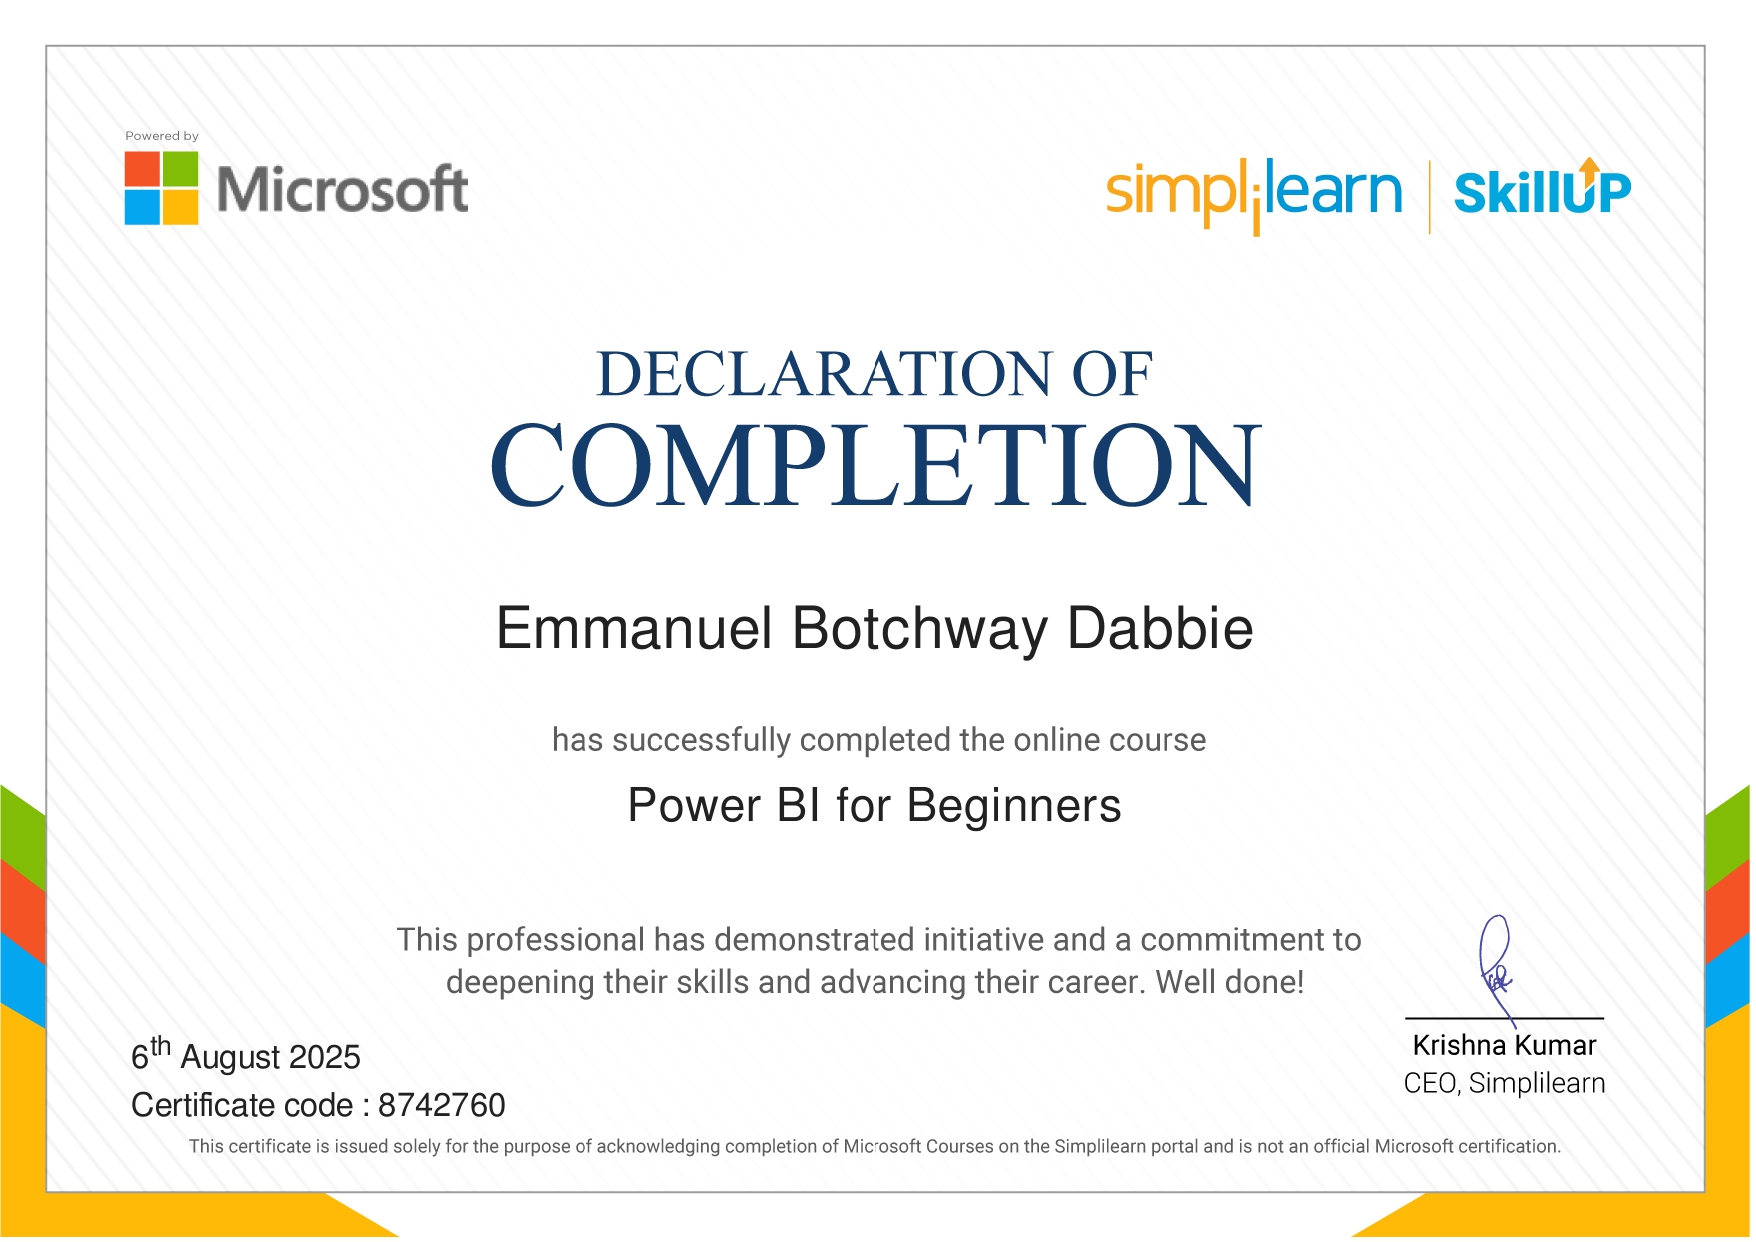 Powered by
Microsoft
simplilearn | SkillUP
DECLARATION OF
COMPLETION
Emmanuel Botchway Dabbie
has successfully completed the online course
Power BI for Beginners
This professional has demonstrated initiative and a commitment to
deepening their skills and advancing their career. Well done!
6th August 2025
Certificate code : 8742760
Krishna Kumar
CEO, Simplilearn
This certificate is issued solely for the purpose of acknowledging completion of Microsoft Courses on the Simplilearn portal and is not an official Microsoft certification.